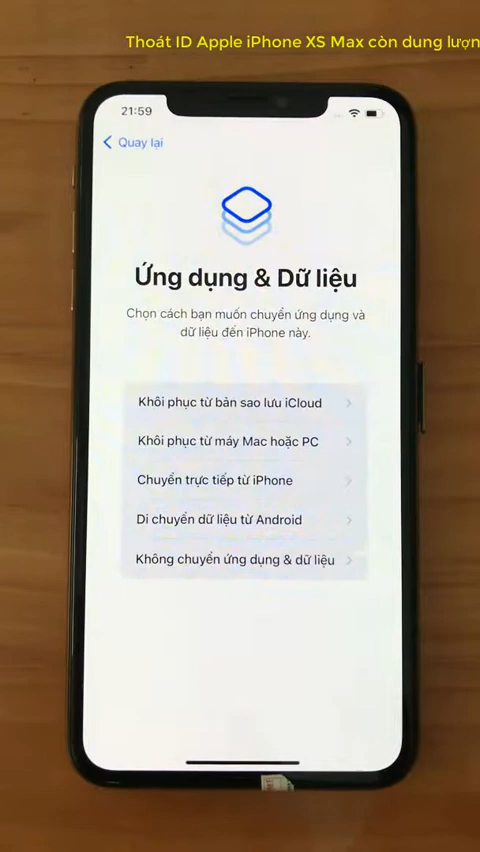 Thoát ID Apple iPhone XS Max còn dung lượn
21:59
Quay lại
Ứng dụng & Dữ liệu
Chọn cách bạn muốn chuyển ứng dụng và
dữ liệu đến iPhone này.
Khôi phục từ bản sao lưu iCloud
Khôi phục từ máy Mac hoặc PC
Chuyển trực tiếp từ iPhone
Di chuyển dữ liệu từ Android
Không chuyển ứng dụng & dữ liệu